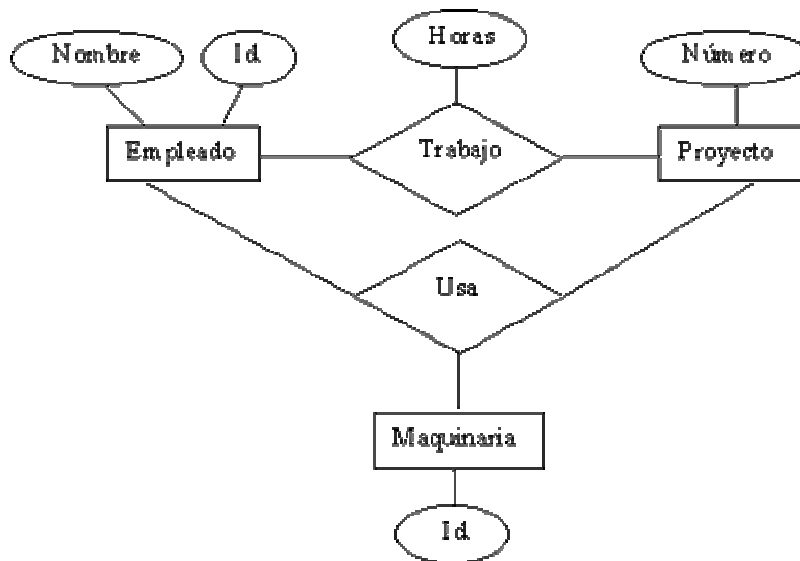 Horas
Nombre
Id
Número
Empleado
Trabajo
Proyecto
Usa
Maquinaria
Id